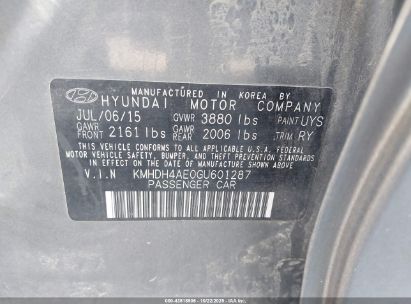 MANUFACTURED IN KOREA BY
HYUNDAI MOTOR COMPANY
JUL/06/15 GVWR 3880 lbs PAINT UYS
GAWR FRONT 2161 lbs GAWR REAR 2006 lbs TRIM RY
THIS VEHICLE CONFORMS TO ALL APPLICABLE U.S.A. FEDERAL
MOTOR VEHICLE SAFETY, BUMPER, AND THEFT PREVENTION
STANDARDS IN EFFECT ON THE DATE OF MANUFACTURE
SHOWN ABOVE.
V.I.N KMHDH4AE0GU601287
PASSENGER CAR